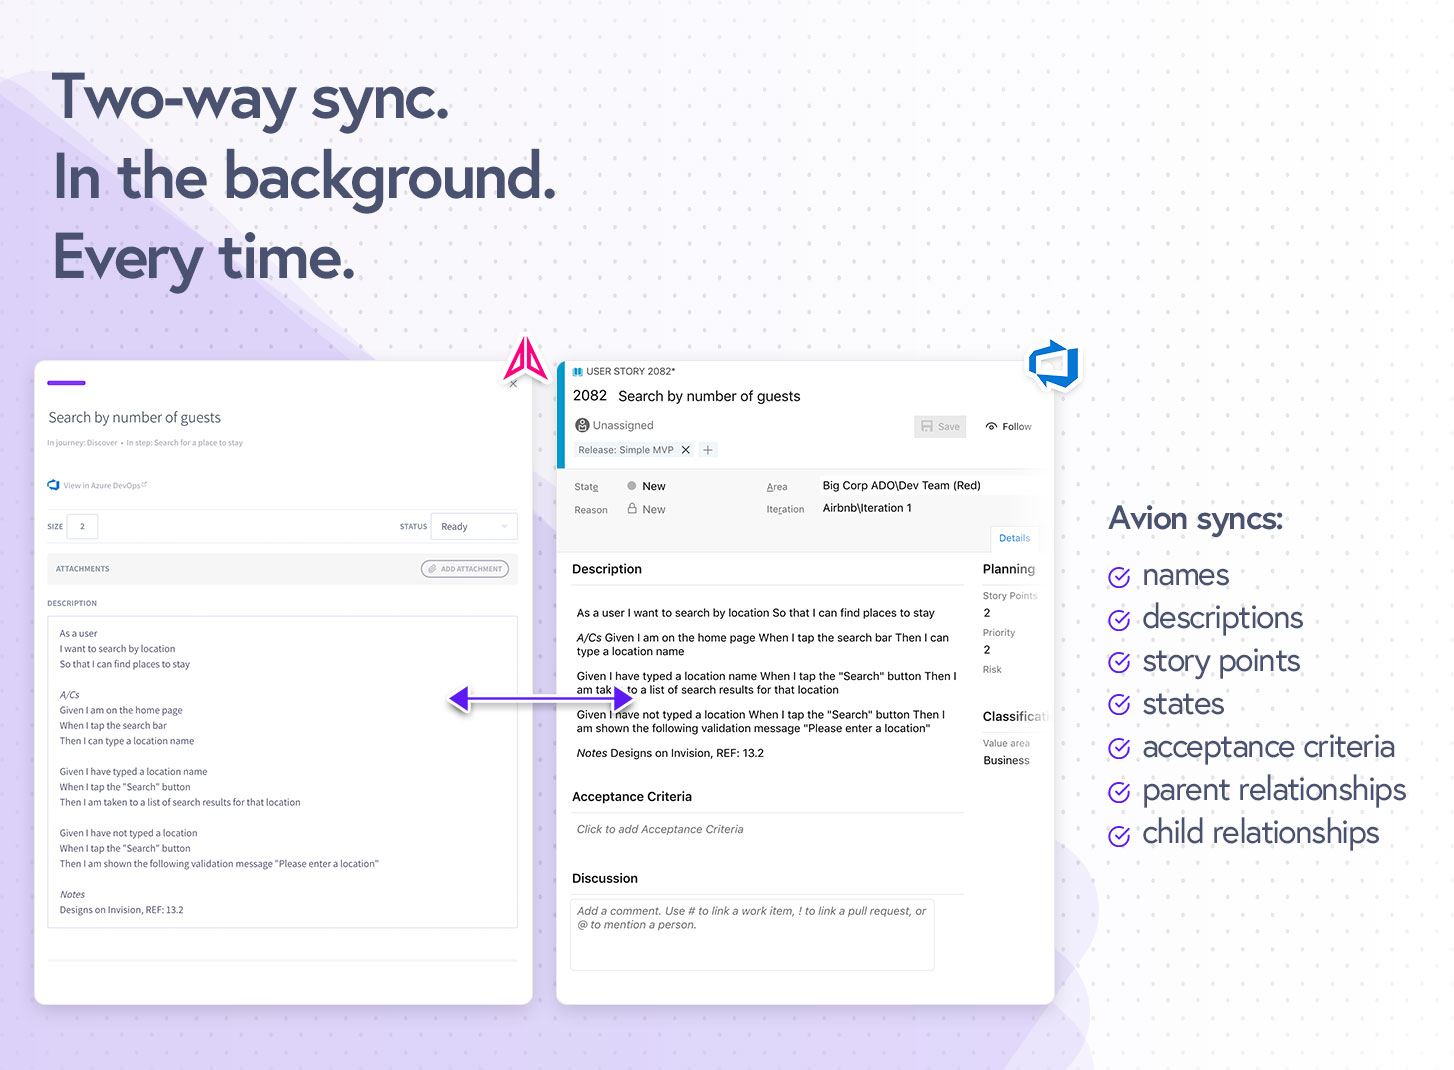 Two-way sync.
In the background.
Every time.
Search by number of guests
In journey: Discover • In step: Search for a place to stay
View in Azure DevOps
SIZE 2 STATUS Ready
ATTACHMENTS ADD ATTACHMENT
DESCRIPTION
As a user
I want to search by location
So that I can find places to stay
A/Cs
Given I am on the home page
When I tap the search bar
Then I can type a location name
Given I have typed a location name
When I tap the "Search" button
Then I am taken to a list of search results for that location
Given I have not typed a location
When I tap the "Search" button
Then I am shown the following validation message "Please enter a location"
Notes
Designs on Invision, REF: 13.2
USER STORY 2082*
2082 Search by number of guests
Unassigned
Save Follow
Release: Simple MVP
State New Area Big Corp ADO\Dev Team (Red)
Reason New Iteration Airbnb\Iteration 1
Details
Description
As a user I want to search by location So that I can find places to stay
A/Cs Given I am on the home page When I tap the search bar Then I can
type a location name
Given I have typed a location name When I tap the "Search" button Then I
am taken to a list of search results for that location
Given I have not typed a location When I tap the "Search" button Then I
am shown the following validation message "Please enter a location"
Notes Designs on Invision, REF: 13.2
Acceptance Criteria
Click to add Acceptance Criteria
Discussion
Add a comment. Use # to link a work item, ! to link a pull request, or
@ to mention a person.
Planning
Story Points
2
Priority
2
Risk
Classificati
Value area
Business
Avion syncs:
names
descriptions
story points
states
acceptance criteria
parent relationships
child relationships